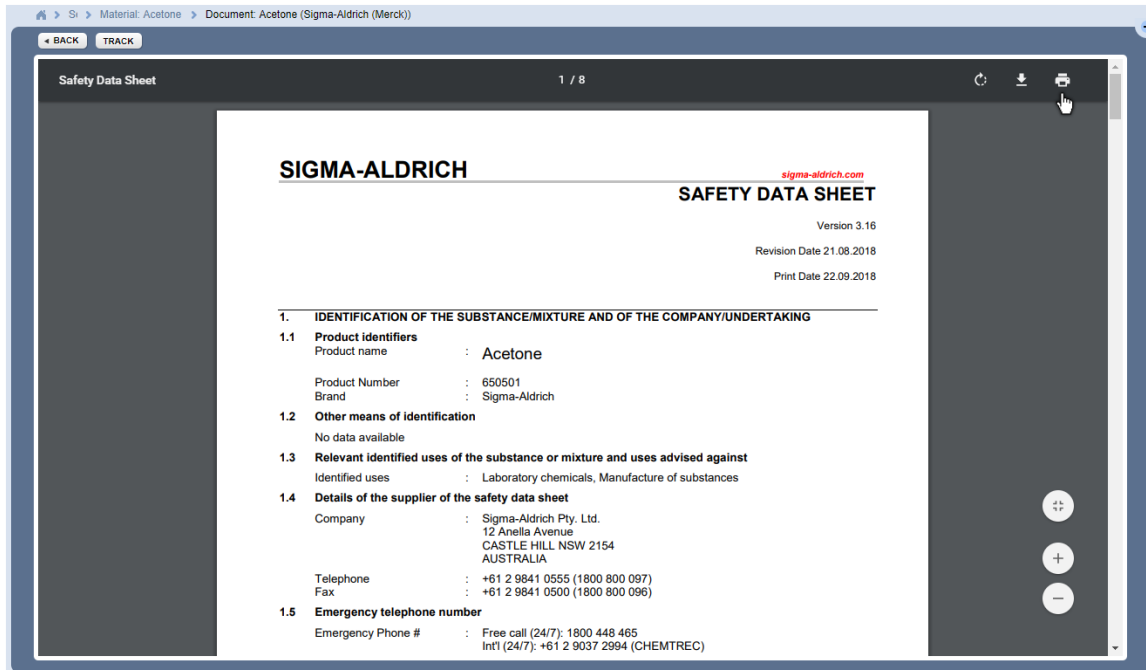 > S > Material: Acetone > Document: Acetone (Sigma-Aldrich (Merck))
◂ BACK TRACK
Safety Data Sheet 1 / 8
SIGMA-ALDRICH
sigma-aldrich.com
SAFETY DATA SHEET
Version 3.16
Revision Date 21.08.2018
Print Date 22.09.2018
1. IDENTIFICATION OF THE SUBSTANCE/MIXTURE AND OF THE COMPANY/UNDERTAKING
1.1 Product identifiers
Product name : Acetone
Product Number : 650501
Brand : Sigma-Aldrich
1.2 Other means of identification
No data available
1.3 Relevant identified uses of the substance or mixture and uses advised against
Identified uses : Laboratory chemicals, Manufacture of substances
1.4 Details of the supplier of the safety data sheet
Company : Sigma-Aldrich Pty. Ltd.
12 Anella Avenue
CASTLE HILL NSW 2154
AUSTRALIA
Telephone : +61 2 9841 0555 (1800 800 097)
Fax : +61 2 9841 0500 (1800 800 096)
1.5 Emergency telephone number
Emergency Phone # : Free call (24/7): 1800 448 465
Int'l (24/7): +61 2 9037 2994 (CHEMTREC)